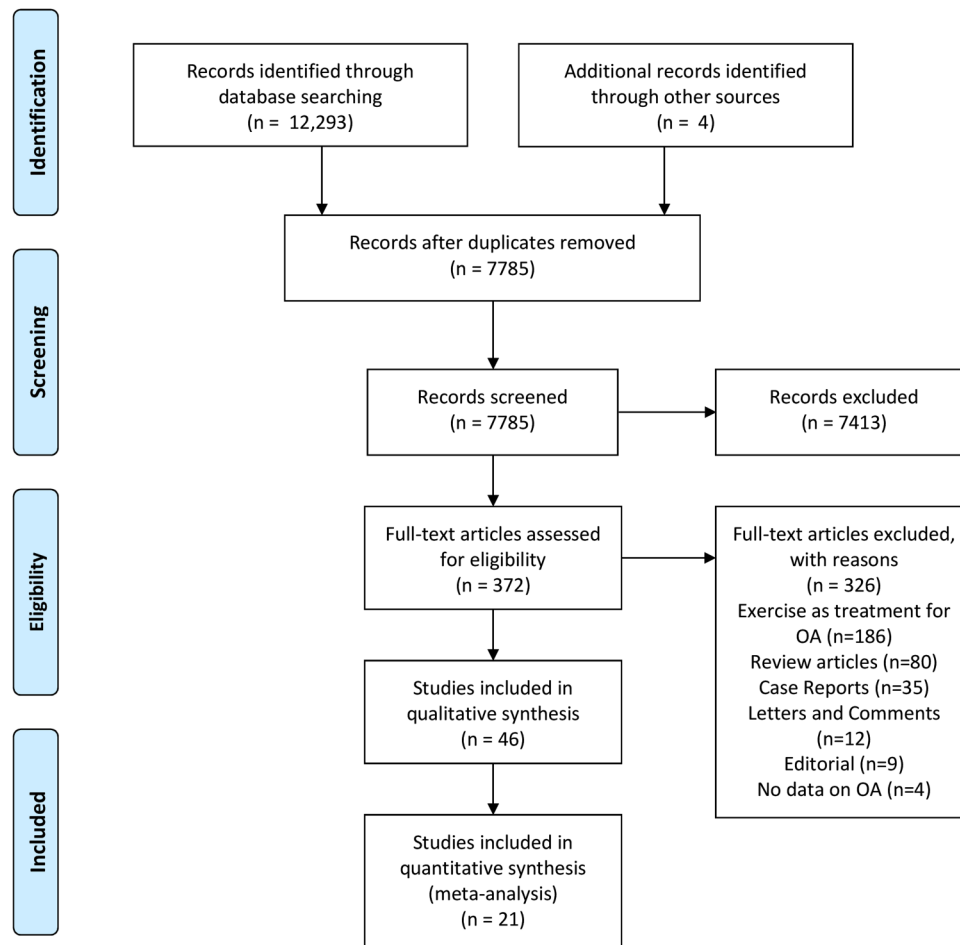 Identification
Records identified through
database searching
(n =  12,293)
Additional records identified
through other sources
(n =  4)
Records after duplicates removed
(n = 7785)
Screening
Records screened
(n = 7785)
Records excluded
(n = 7413)
Eligibility
Full-text articles assessed
for eligibility
(n = 372)
Full-text articles excluded,
with reasons
(n = 326)
Exercise as treatment for
OA (n=186)
Review articles (n=80)
Case Reports (n=35)
Letters and Comments
(n=12)
Editorial (n=9)
No data on OA (n=4)
Studies included in
qualitative synthesis
(n = 46)
Included
Studies included in
quantitative synthesis
(meta-analysis)
(n = 21)